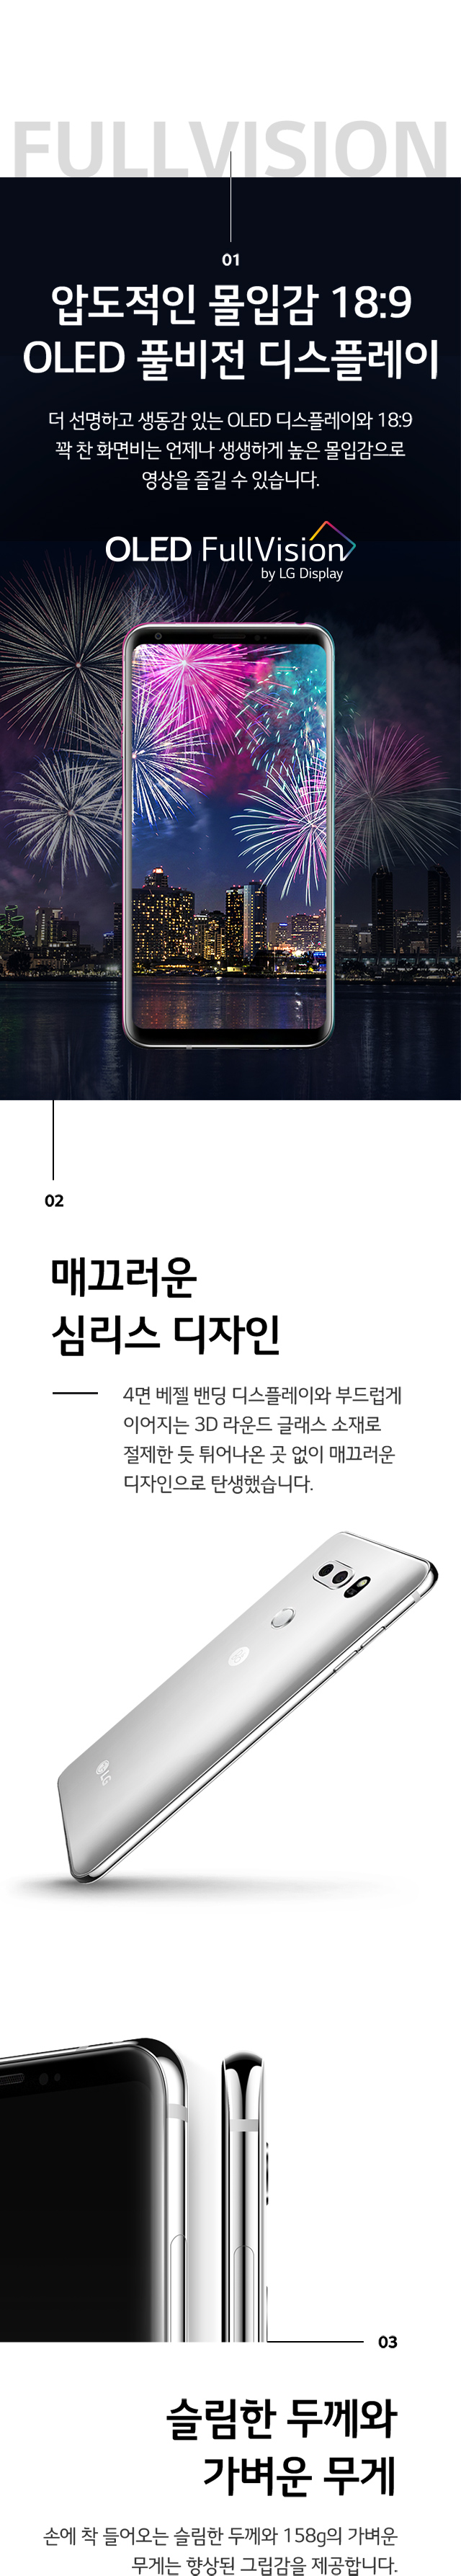 FULLVISION
01
압도적인 몰입감 18:9
OLED 풀비전 디스플레이
더 선명하고 생동감 있는 OLED 디스플레이와 18:9
꽉 찬 화면비는 언제나 생생하게 높은 몰입감으로
영상을 즐길 수 있습니다.
OLED FullVision
by LG Display
02
매끄러운
심리스 디자인
4면 베젤 밴딩 디스플레이와 부드럽게
이어지는 3D 라운드 글래스 소재로
절제한 듯 튀어나온 곳 없이 매끄러운
디자인으로 탄생했습니다.
LG
03
슬림한 두께와
가벼운 무게
손에 착 들어오는 슬림한 두께와 158g의 가벼운
무게는 향상된 그립감을 제공합니다.